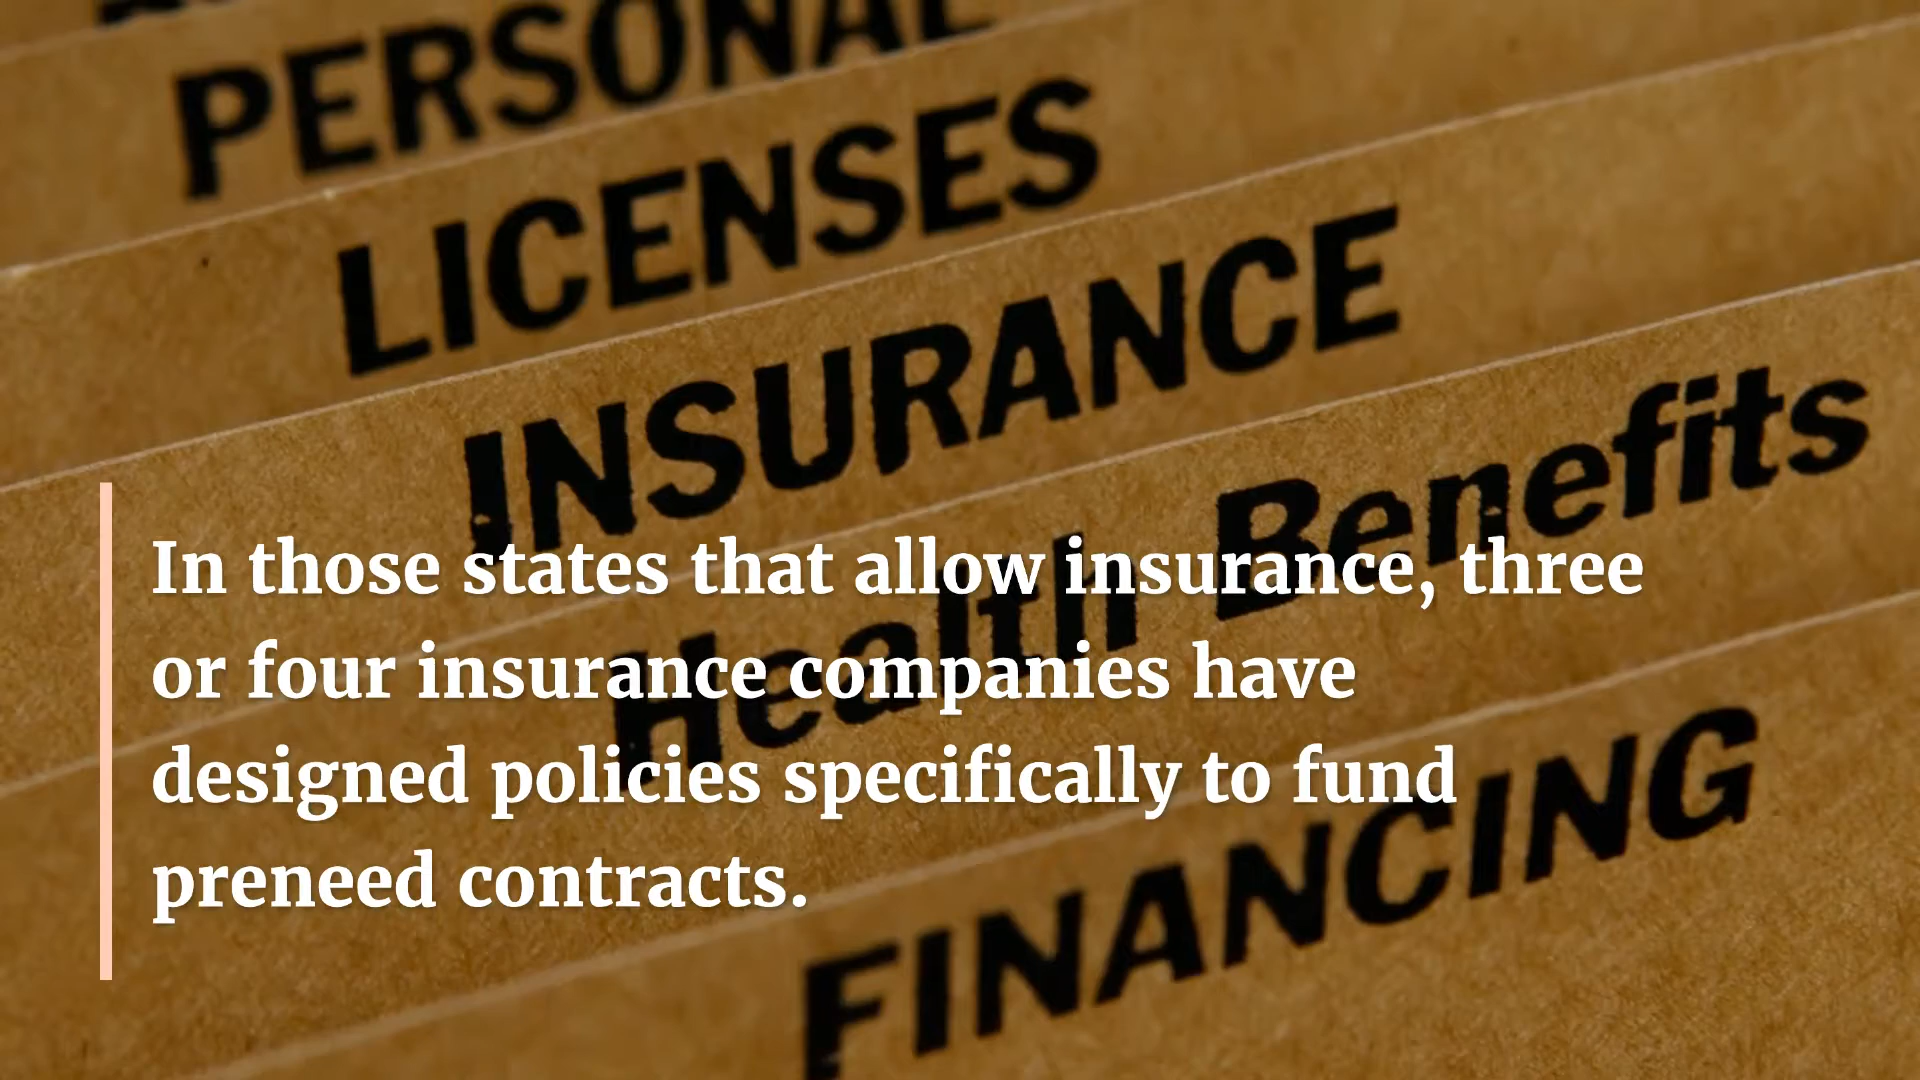 PERSONAL
LICENSES
INSURANCE
Health Benefits
FINANCING
In those states that allow insurance, three
or four insurance companies have
designed policies specifically to fund
preneed contracts.